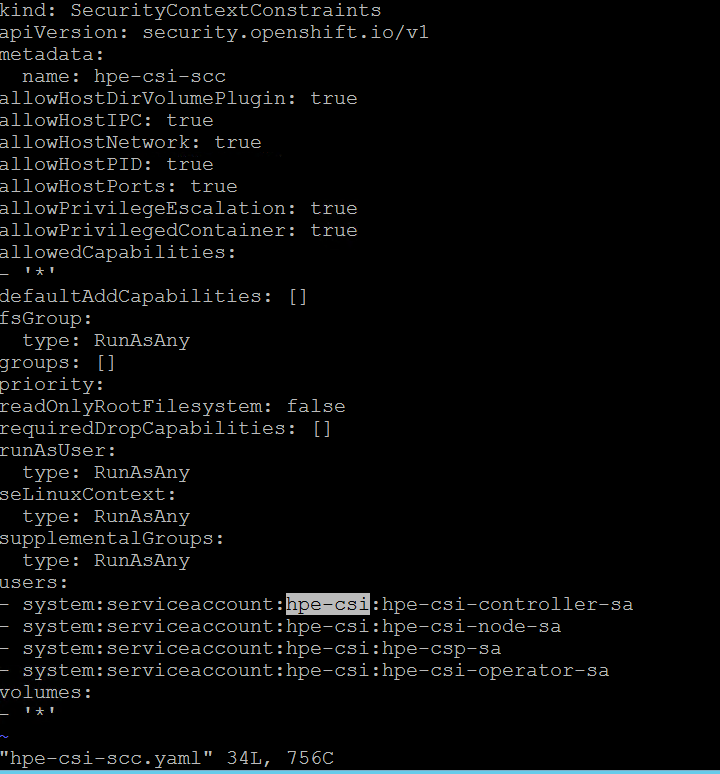 kind: SecurityContextConstraints
apiVersion: security.openshift.io/v1
metadata:
  name: hpe-csi-scc
allowHostDirVolumePlugin: true
allowHostIPC: true
allowHostNetwork: true
allowHostPID: true
allowHostPorts: true
allowPrivilegeEscalation: true
allowPrivilegedContainer: true
allowedCapabilities:
- '*'
defaultAddCapabilities: []
fsGroup:
  type: RunAsAny
groups: []
priority:
readOnlyRootFilesystem: false
requiredDropCapabilities: []
runAsUser:
  type: RunAsAny
seLinuxContext:
  type: RunAsAny
supplementalGroups:
  type: RunAsAny
users:
- system:serviceaccount:hpe-csi:hpe-csi-controller-sa
- system:serviceaccount:hpe-csi:hpe-csi-node-sa
- system:serviceaccount:hpe-csi:hpe-csp-sa
- system:serviceaccount:hpe-csi:hpe-csi-operator-sa
volumes:
- '*'
~
"hpe-csi-scc.yaml" 34L, 756C